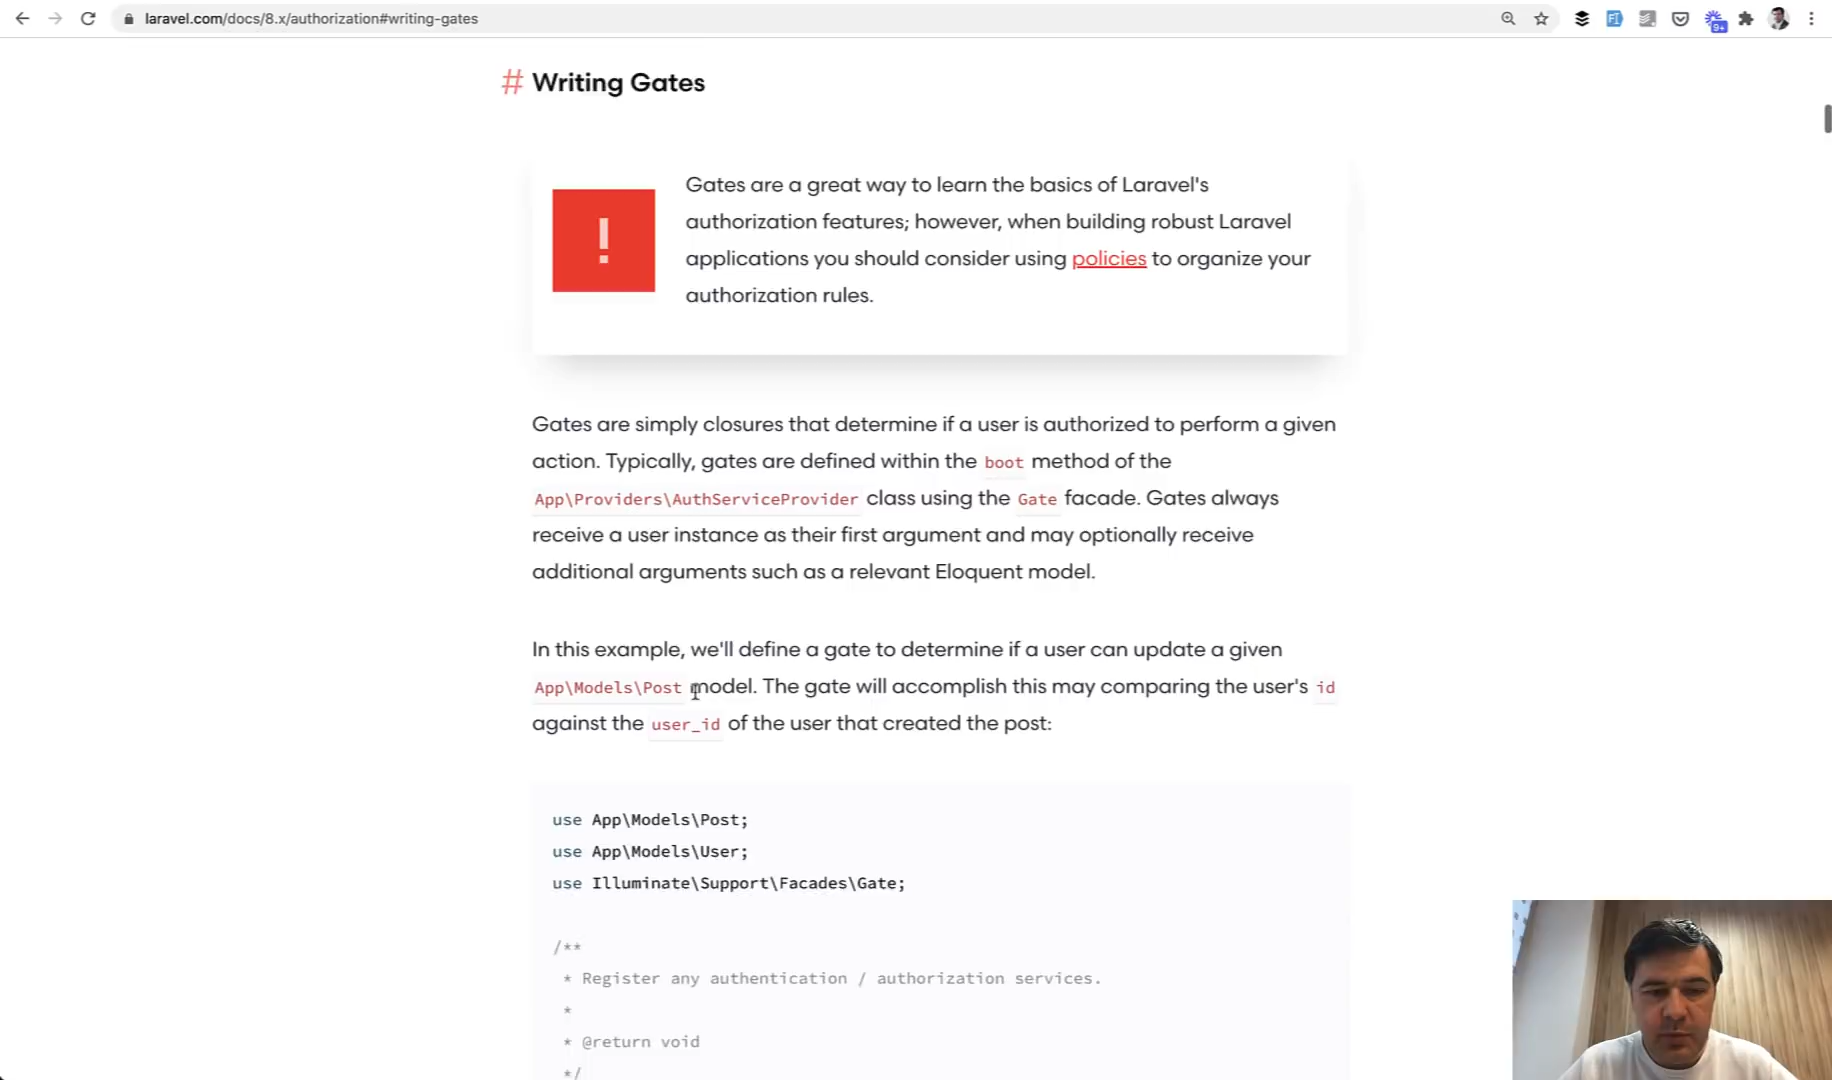 laravel.com/docs/8.x/authorization#writing-gates
9+
# Writing Gates
!
Gates are a great way to learn the basics of Laravel's
authorization features; however, when building robust Laravel
applications you should consider using policies to organize your
authorization rules.
Gates are simply closures that determine if a user is authorized to perform a given
action. Typically, gates are defined within the boot method of the
App\Providers\AuthServiceProvider class using the Gate facade. Gates always
receive a user instance as their first argument and may optionally receive
additional arguments such as a relevant Eloquent model.
In this example, we'll define a gate to determine if a user can update a given
App\Models\Post model. The gate will accomplish this may comparing the user's id
against the user_id of the user that created the post:
use App\Models\Post;
use App\Models\User;
use Illuminate\Support\Facades\Gate;
/**
* Register any authentication / authorization services.
*
* @return void
*/